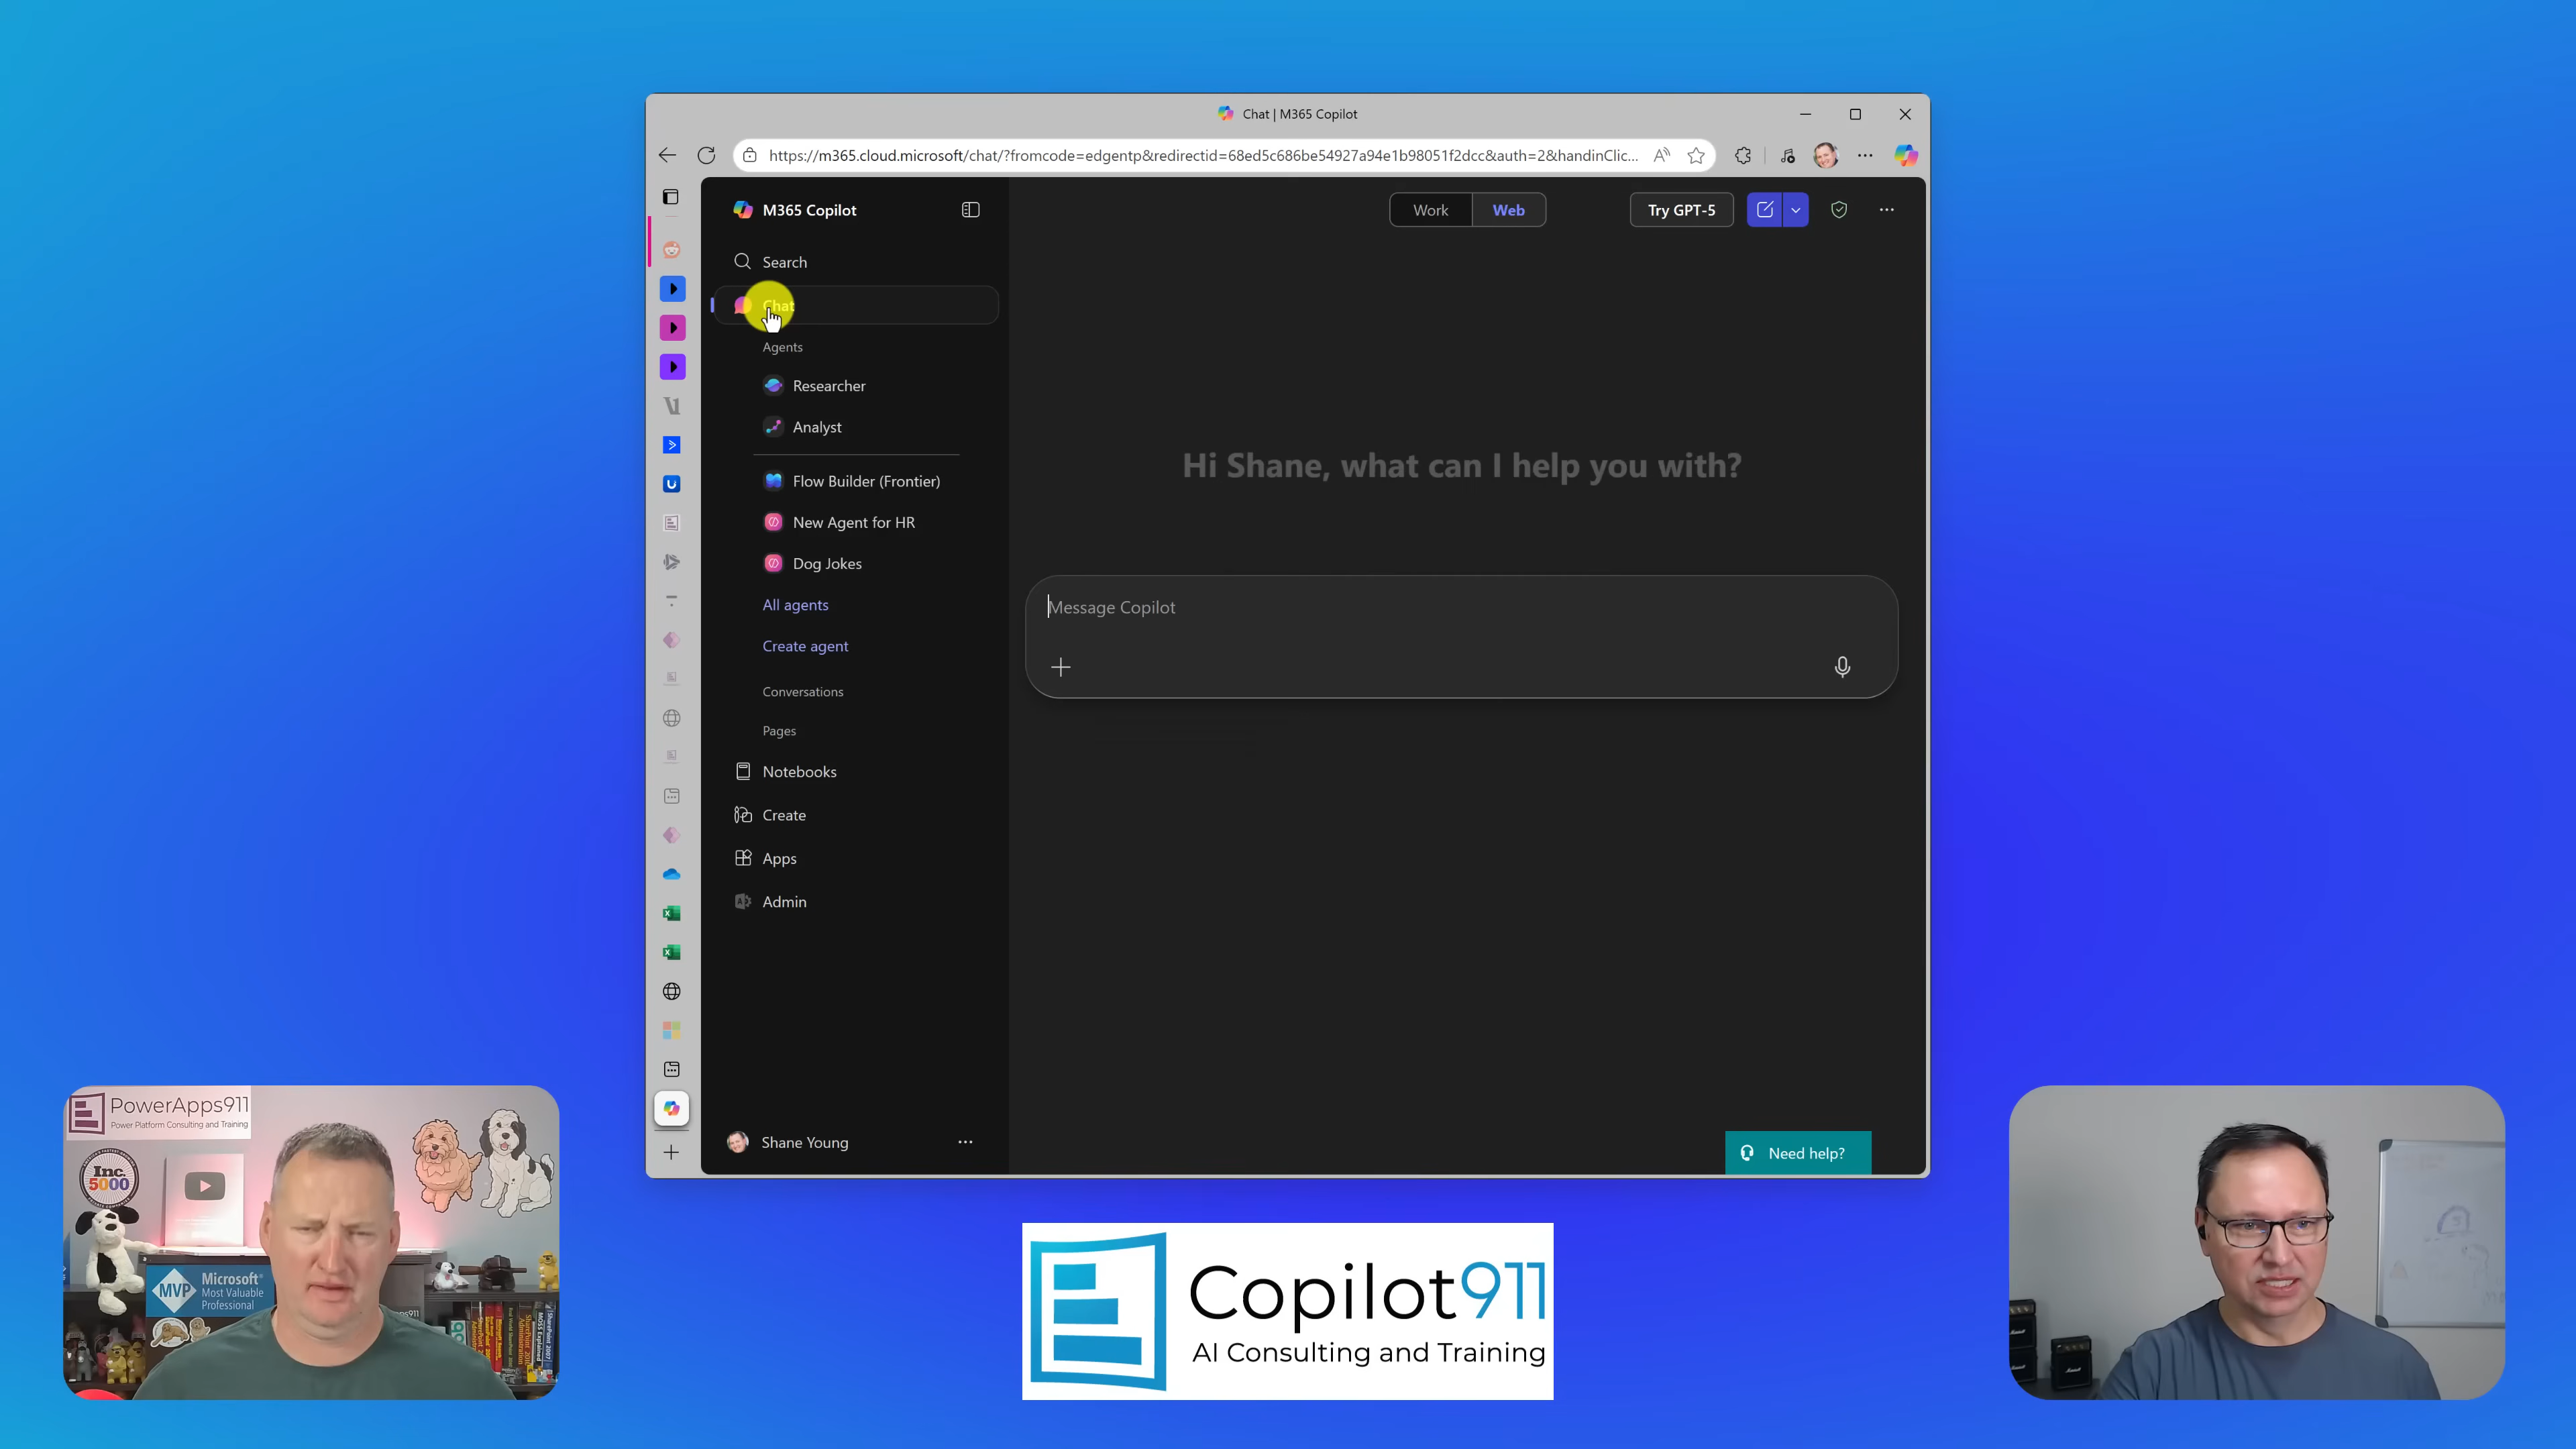 Chat | M365 Copilot
https://m365.cloud.microsoft/chat/?fromcode=edgentp&redirectid=68ed5c686be54927a94e1b98051f2dcc&auth=2&handinClic...
M365 Copilot
Work
Web
Try GPT-5
Search
Chat
Agents
Researcher
Analyst
Flow Builder (Frontier)
New Agent for HR
Dog Jokes
All agents
Create agent
Conversations
Pages
Notebooks
Create
Apps
Admin
Shane Young
Hi Shane, what can I help you with?
Message Copilot
Need help?
PowerApps911
Power Platform Consulting and Training
Inc.
5000
MVP
Microsoft®
Most Valuable
Professional
Copilot911
AI Consulting and Training